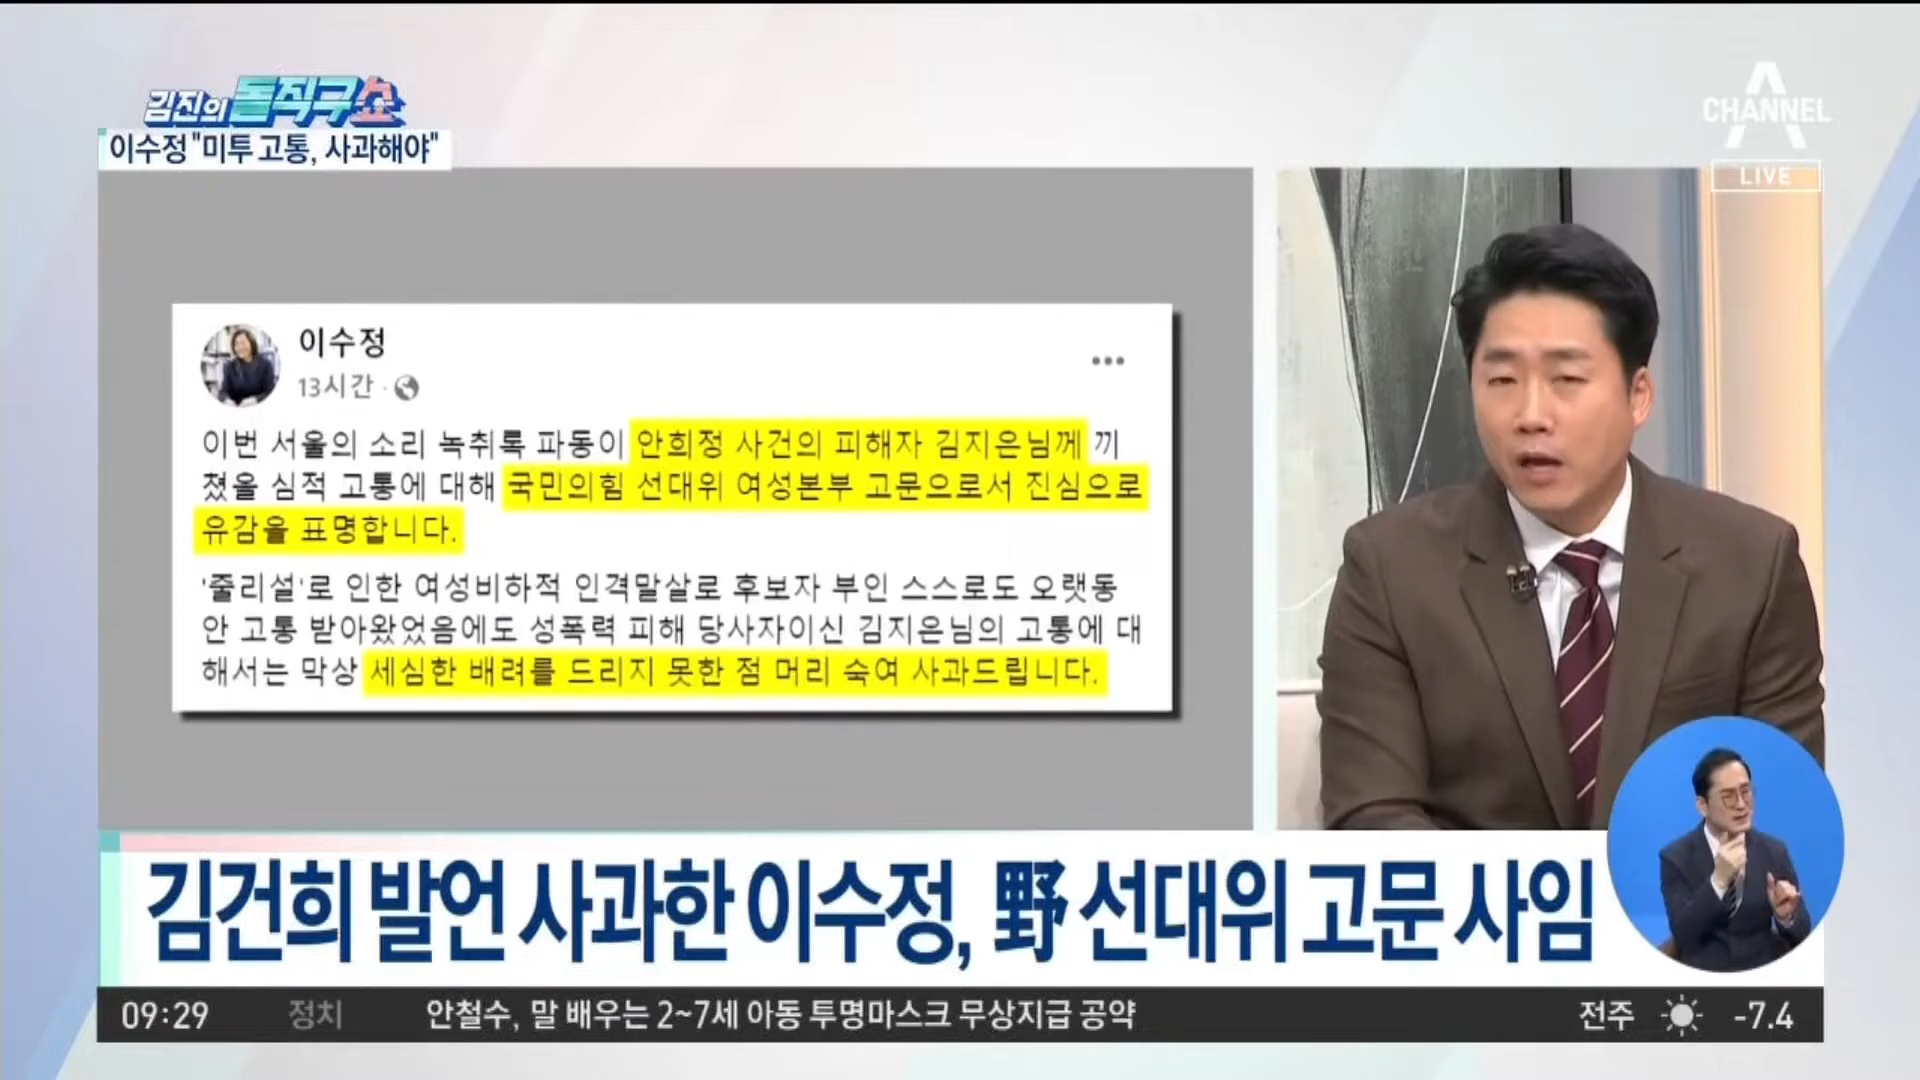 김진의 돌직구쇼
이수정 "미투 고통, 사과해야"
CHANNEL A
LIVE
이수정
13시간 ·
이번 서울의 소리 녹취록 파동이 안희정 사건의 피해자 김지은님께 끼
쳤을 심적 고통에 대해 국민의힘 선대위 여성본부 고문으로서 진심으로
유감을 표명합니다.
'줄리설'로 인한 여성비하적 인격말살로 후보자 부인 스스로도 오랫동
안 고통 받아왔었음에도 성폭력 피해 당사자이신 김지은님의 고통에 대
해서는 막상 세심한 배려를 드리지 못한 점 머리 숙여 사과드립니다.
김건희 발언 사과한 이수정, 野 선대위 고문 사임
09:29 정치 안철수, 말 배우는 2~7세 아동 투명마스크 무상지급 공약 전주 -7.4